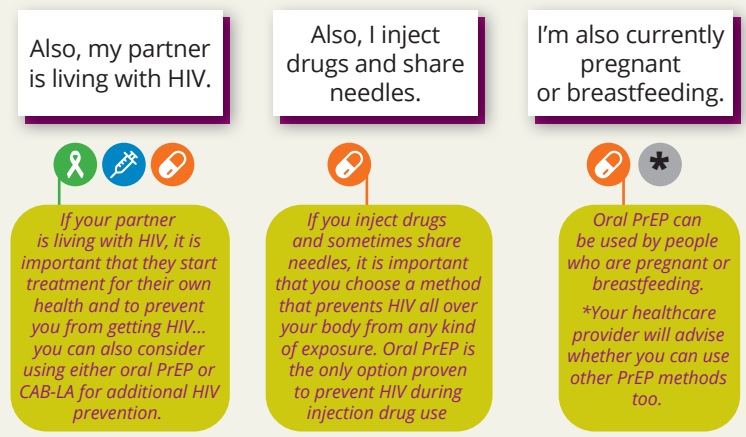 Also, my partner
is living with HIV.
Also, I inject
drugs and share
needles.
I'm also currently
pregnant
or breastfeeding.
*
If your partner
is living with HIV, it is
important that they start
treatment for their own
health and to prevent
you from getting HIV...
you can also consider
using either oral PrEP or
CAB-LA for additional HIV
prevention.
If you inject drugs
and sometimes share
needles, it is important
that you choose a method
that prevents HIV all over
your body from any kind
of exposure. Oral PrEP is
the only option proven
to prevent HIV during
injection drug use
Oral PrEP can
be used by people
who are pregnant or
breastfeeding.
*Your healthcare
provider will advise
whether you can use
other PrEP methods
too.